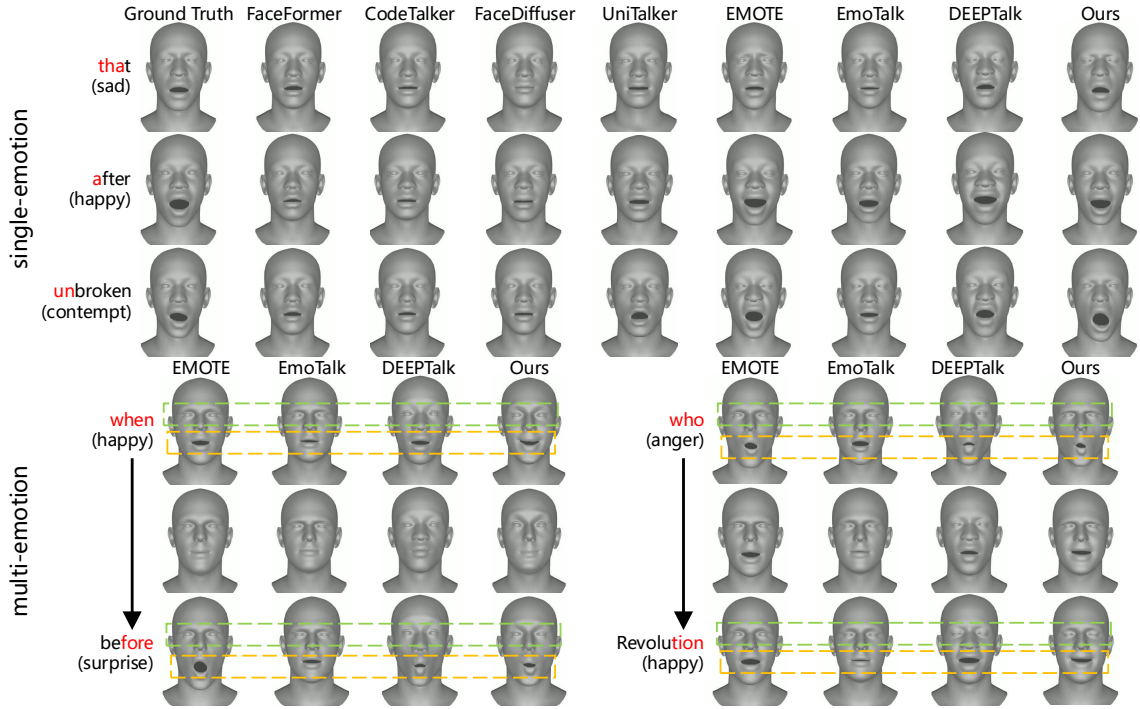 Ground Truth FaceFormer CodeTalker FaceDiffuser UniTalker EMOTE EmoTalk DEEPTalk Ours
single-emotion
that
(sad)
after
(happy)
unbroken
(contempt)
EMOTE EmoTalk DEEPTalk Ours
EMOTE EmoTalk DEEPTalk Ours
multi-emotion
when
(happy)
who
(anger)
before
(surprise)
Revolution
(happy)